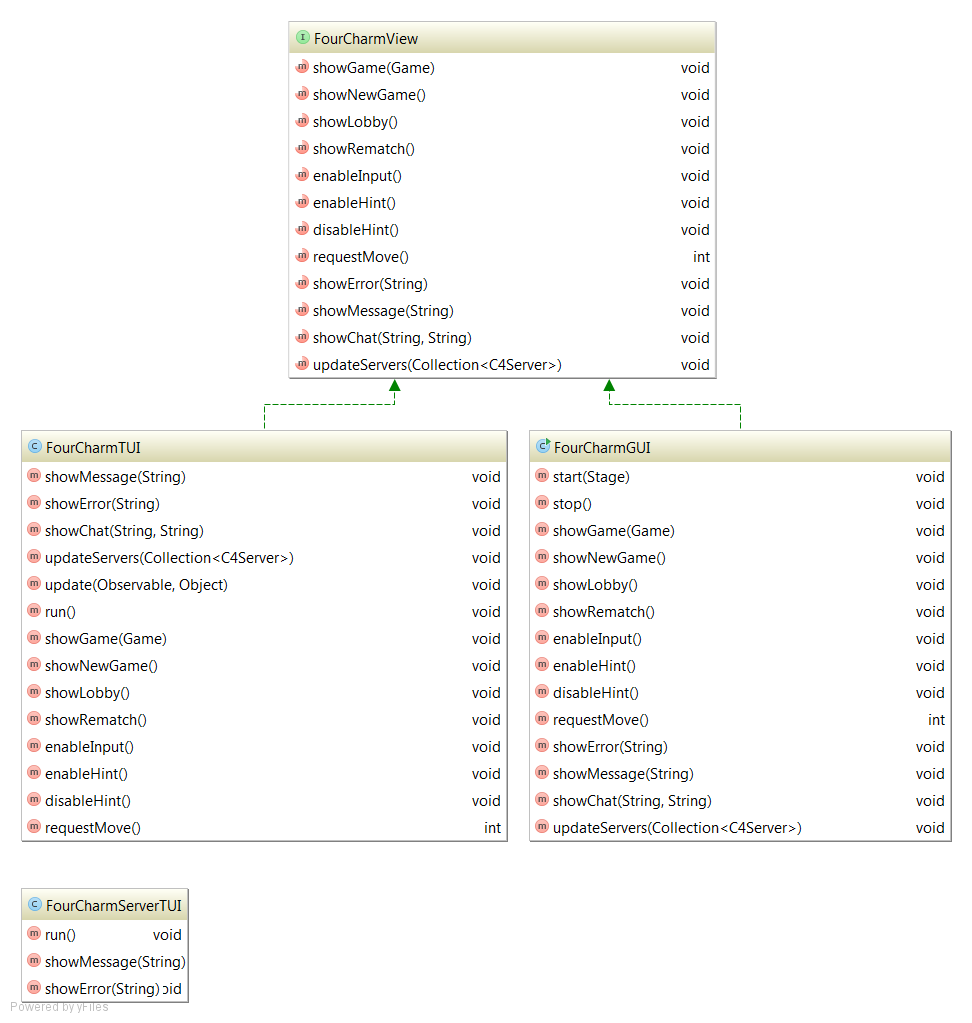 FourCharmView
showGame(Game) void
showNewGame() void
showLobby() void
showRematch() void
enableInput() void
enableHint() void
disableHint() void
requestMove() int
showError(String) void
showMessage(String) void
showChat(String, String) void
updateServers(Collection<C4Server>) void
FourCharmTUI
showMessage(String) void
showError(String) void
showChat(String, String) void
updateServers(Collection<C4Server>) void
update(Observable, Object) void
run() void
showGame(Game) void
showNewGame() void
showLobby() void
showRematch() void
enableInput() void
enableHint() void
disableHint() void
requestMove() int
FourCharmGUI
start(Stage) void
stop() void
showGame(Game) void
showNewGame() void
showLobby() void
showRematch() void
enableInput() void
enableHint() void
disableHint() void
requestMove() int
showError(String) void
showMessage(String) void
showChat(String, String) void
updateServers(Collection<C4Server>) void
FourCharmServerTUI
run() void
showMessage(String)
showError(String) oid
Powered by yFiles